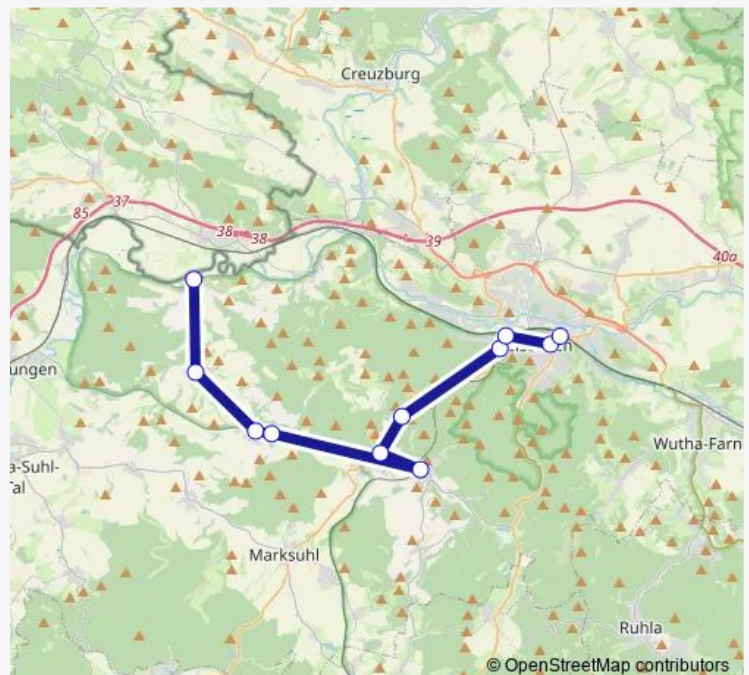 Creuzburg
85
37
38
38
39
40a
ungen
Wutha-Farn
a-Suhl-
Tal
Marksuhl
Ruhla
© OpenStreetMap contributors